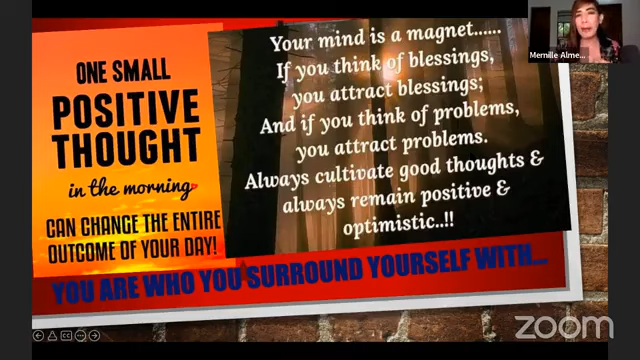 ONE SMALL
POSITIVE
THOUGHT
in the morning
CAN CHANGE THE ENTIRE
OUTCOME OF YOUR DAY!
Your mind is a magnet......
If you think of blessings,
you attract blessings;
And if you think of problems,
you attract problems.
Always cultivate good thoughts &
always remain positive &
optimistic..!!
YOU ARE WHO YOU SURROUND YOURSELF WITH...
Mernille Alme...
CC
zoom